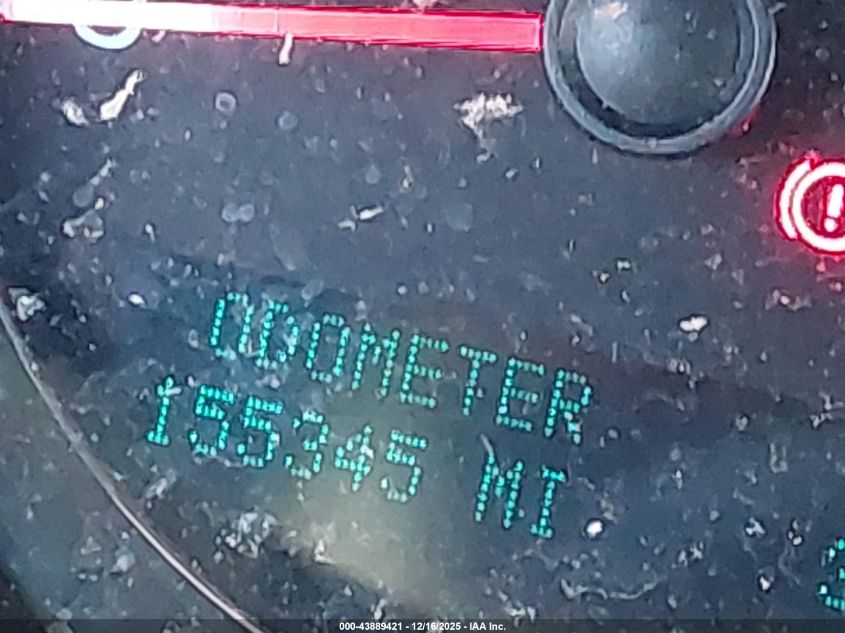 ODOMETER
155345 MI
000-43889421 - 12/16/2025 - IAA Inc.